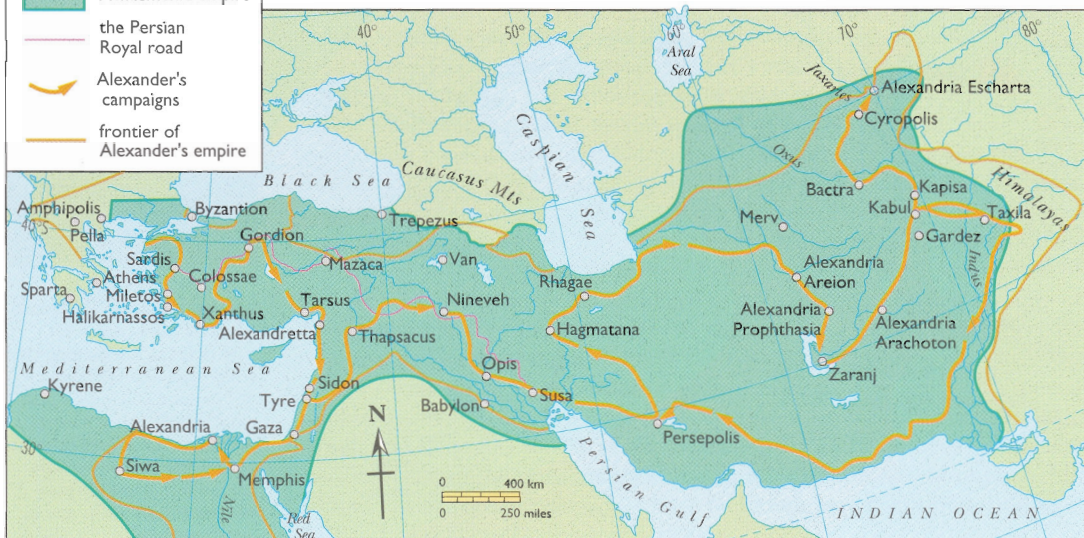 the Persian
Royal road
Alexander's
campaigns
frontier of
Alexander's empire
40°
50°
60°
70°
80°
Aral
Sea
Jaxartes
Alexandria Escharta
Cyropolis
Oxus
Caspian
Sea
Caucasus Mts
Black Sea
Himalayas
Bactra
Kapisa
Kabul
Taxila
Gardez
Indus
Merv
Amphipolis
Pella
40°
Byzantion
Trepezus
Gordion
Sardis
Mazaca
Van
Athens
Colossae
Sparta
Miletos
Halikarnassos
Xanthus
Tarsus
Alexandretta
Nineveh
Thapsacus
Rhagae
Hagmatana
Alexandria
Areion
Alexandria
Prophthasia
Alexandria
Arachoton
Zaranj
Mediterranean Sea
Kyrene
Sidon
Tyre
Opis
Babylon
Susa
Alexandria
Gaza
N
Persepolis
30°
Siwa
Memphis
Nile
Red
Sea
0 400 km
0 250 miles
Persian Gulf
INDIAN OCEAN